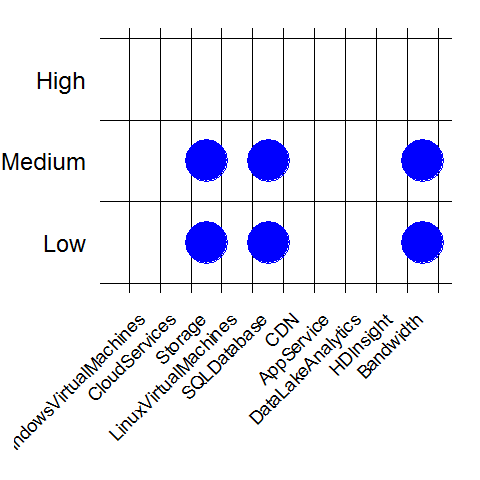 High
Medium
Low
ndowsVirtualMachines
CloudServices
Storage
LinuxVirtualMachines
SQLDatabase
CDN
AppService
DataLakeAnalytics
HDInsight
Bandwidth